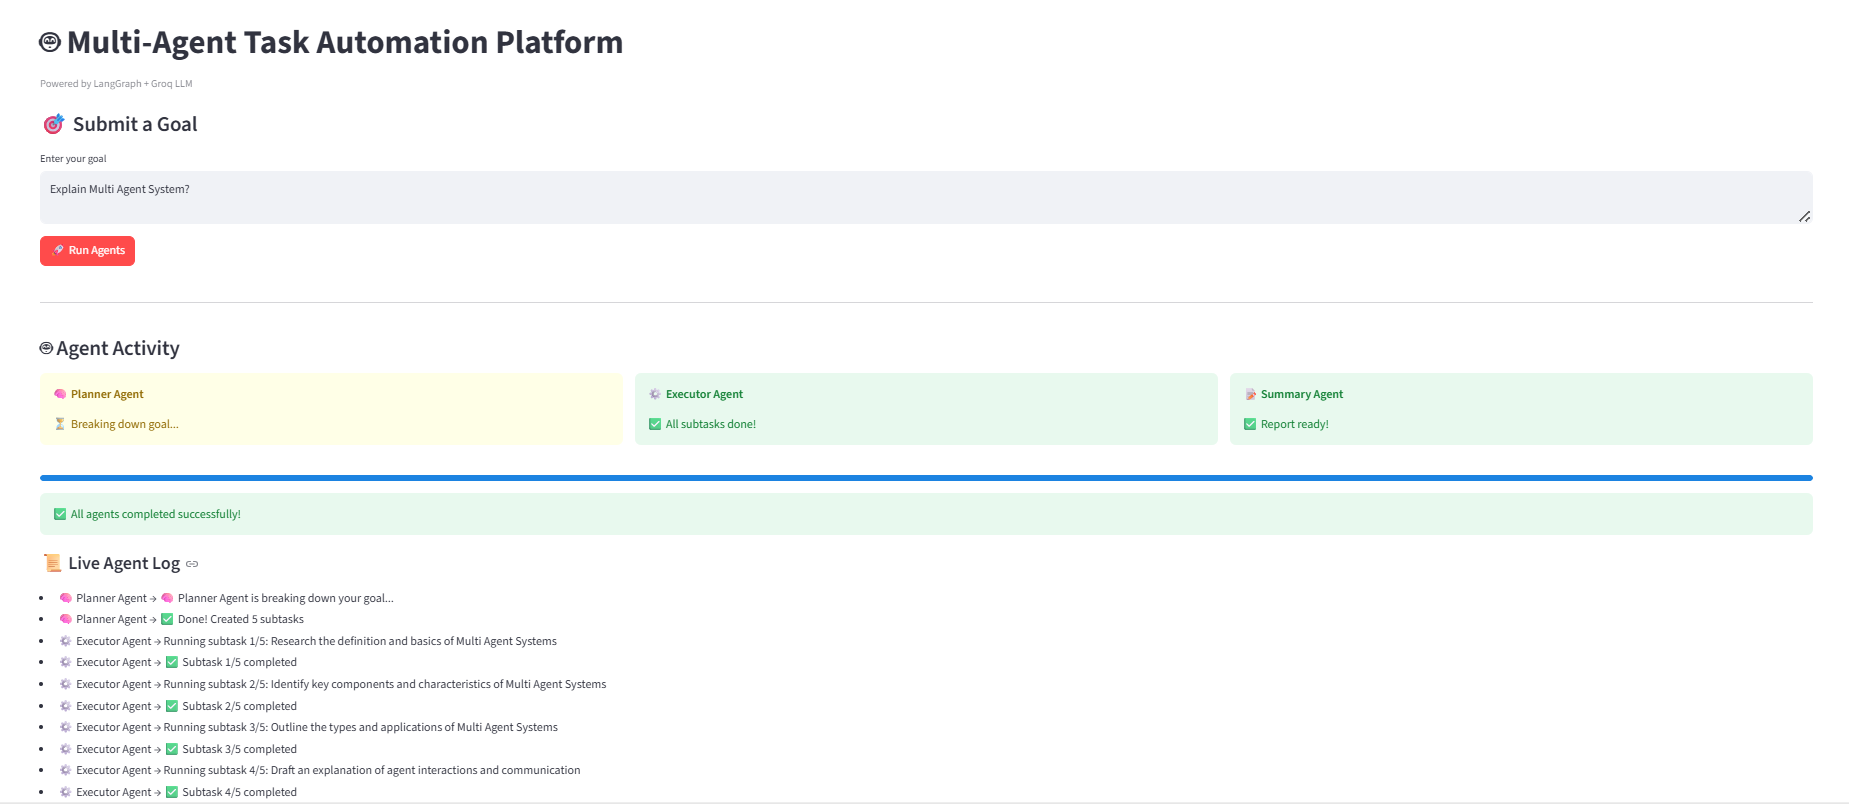 Multi-Agent Task Automation Platform
Powered by LangGraph + Groq LLM
Submit a Goal
Enter your goal
Explain Multi Agent System?
Run Agents
Agent Activity
Planner Agent
Breaking down goal...
Executor Agent
All subtasks done!
Summary Agent
Report ready!
All agents completed successfully!
Live Agent Log
Planner Agent → Planner Agent is breaking down your goal...
Planner Agent → Done! Created 5 subtasks
Executor Agent → Running subtask 1/5: Research the definition and basics of Multi Agent Systems
Executor Agent → Subtask 1/5 completed
Executor Agent → Running subtask 2/5: Identify key components and characteristics of Multi Agent Systems
Executor Agent → Subtask 2/5 completed
Executor Agent → Running subtask 3/5: Outline the types and applications of Multi Agent Systems
Executor Agent → Subtask 3/5 completed
Executor Agent → Running subtask 4/5: Draft an explanation of agent interactions and communication
Executor Agent → Subtask 4/5 completed